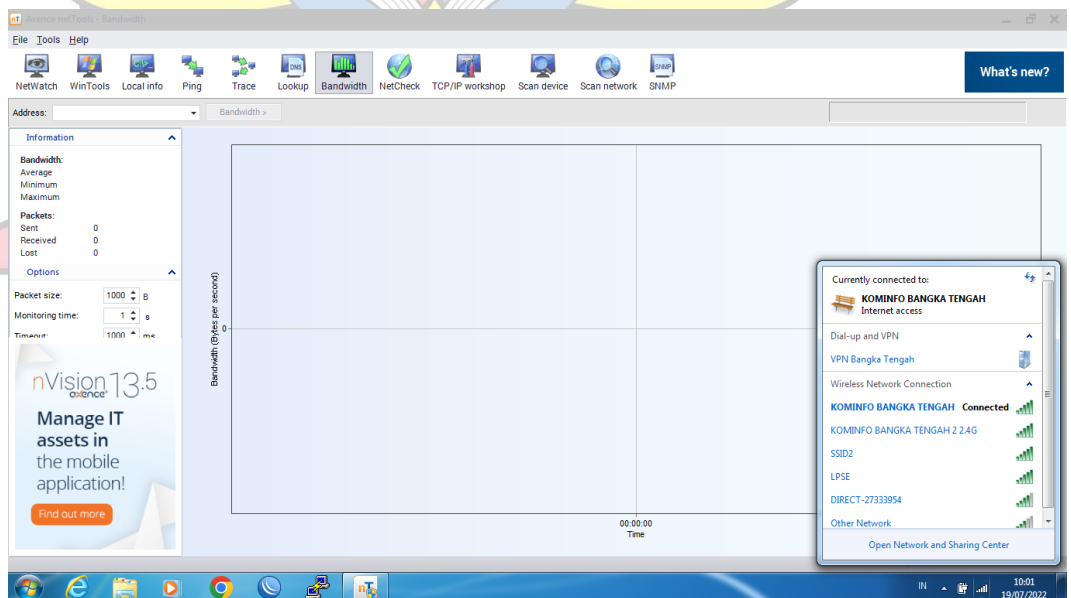 Axence netTools - Bandwidth
File Tools Help
NetWatch WinTools Local info Ping Trace Lookup Bandwidth NetCheck TCP/IP workshop Scan device Scan network SNMP
DNS
SNMP
What's new?
Address:
Bandwidth >
Information
Bandwidth:
Average
Minimum
Maximum
Packets:
Sent 0
Received 0
Lost 0
Options
Packet size: 1000 B
Monitoring time: 1 s
Timeout: 1000 ms
nVision 13.5
axence
Manage IT
assets in
the mobile
application!
Find out more
Bandwidth (Bytes per second)
0
00:00:00
Time
Currently connected to:
KOMINFO BANGKA TENGAH
Internet access
Dial-up and VPN
VPN Bangka Tengah
Wireless Network Connection
KOMINFO BANGKA TENGAH Connected
KOMINFO BANGKA TENGAH 2 2.4G
SSID2
LPSE
DIRECT-27333954
Other Network
Open Network and Sharing Center
nT
IN
10:01
19/07/2022